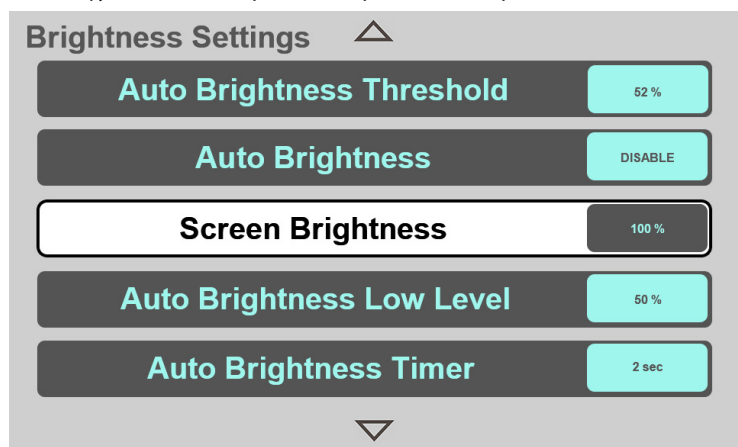 Brightness Settings
Auto Brightness Threshold 52 %
Auto Brightness DISABLE
Screen Brightness 100 %
Auto Brightness Low Level 50 %
Auto Brightness Timer 2 sec